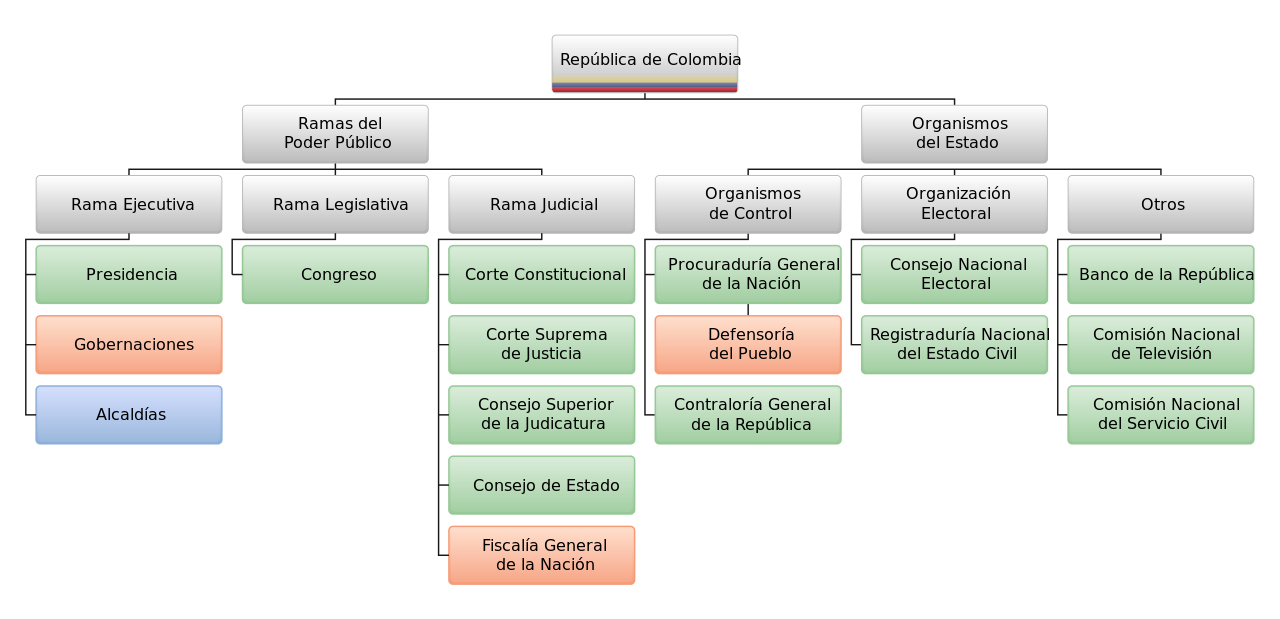 República de Colombia
Ramas del
Poder Público
Organismos
del Estado
Rama Ejecutiva
Rama Legislativa
Rama Judicial
Organismos
de Control
Organización
Electoral
Otros
Presidencia
Gobernaciones
Alcaldías
Congreso
Corte Constitucional
Corte Suprema
de Justicia
Consejo Superior
de la Judicatura
Consejo de Estado
Fiscalía General
de la Nación
Procuraduría General
de la Nación
Defensoría
del Pueblo
Contraloría General
de la República
Consejo Nacional
Electoral
Registraduría Nacional
del Estado Civil
Banco de la República
Comisión Nacional
de Televisión
Comisión Nacional
del Servicio Civil